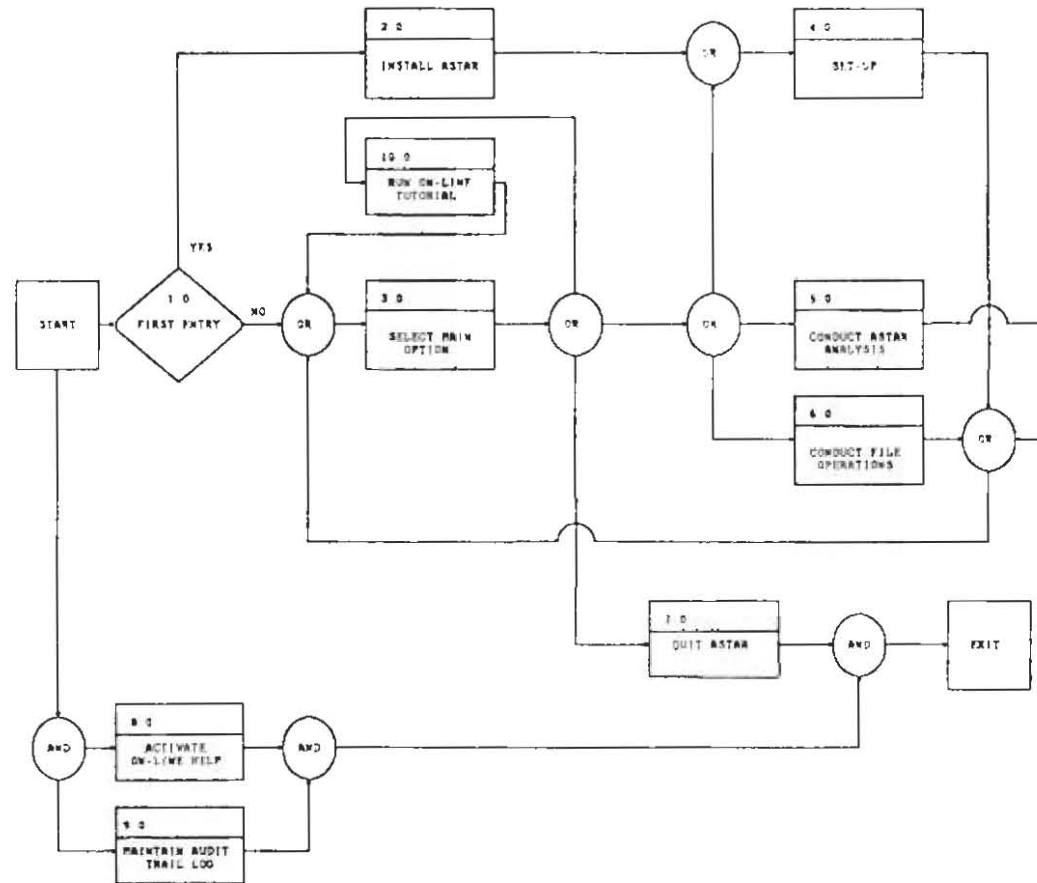 2.0
INSTALL ASTAR
OR
4.0
SET-UP
10.0
RUN ON-LINE
TUTORIAL
YES
START
1.0
FIRST ENTRY
NO
OR
3.0
SELECT MAIN
OPTION
OR
OR
5.0
CONDUCT ASTAR
ANALYSIS
6.0
CONDUCT FILE
OPERATIONS
OR
7.0
QUIT ASTAR
AND
EXIT
AND
8.0
ACTIVATE
ON-LINE HELP
AND
9.0
MAINTAIN AUDIT
TRAIL LOG